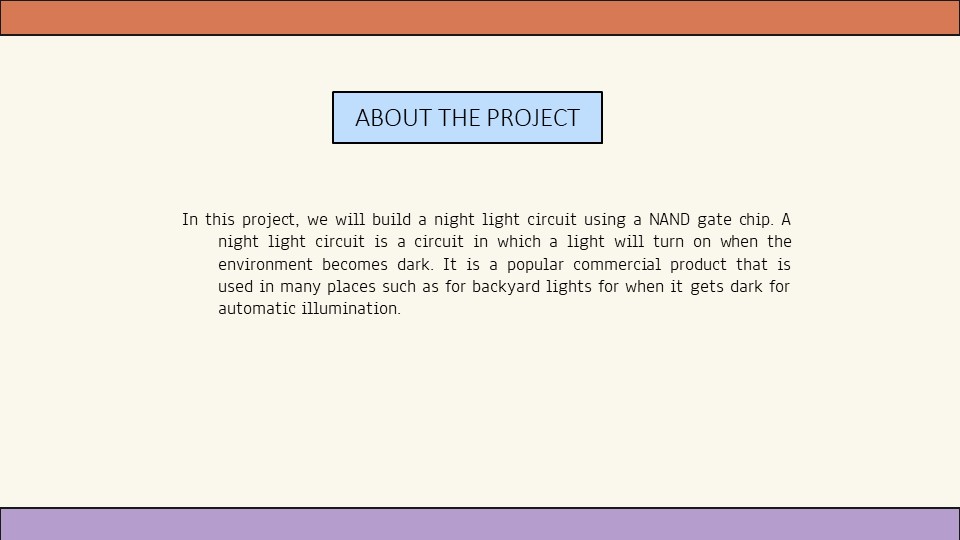 ABOUT THE PROJECT
In this project, we will build a night light circuit using a NAND gate chip. A
night light circuit is a circuit in which a light will turn on when the
environment becomes dark. It is a popular commercial product that is
used in many places such as for backyard lights for when it gets dark for
automatic illumination.